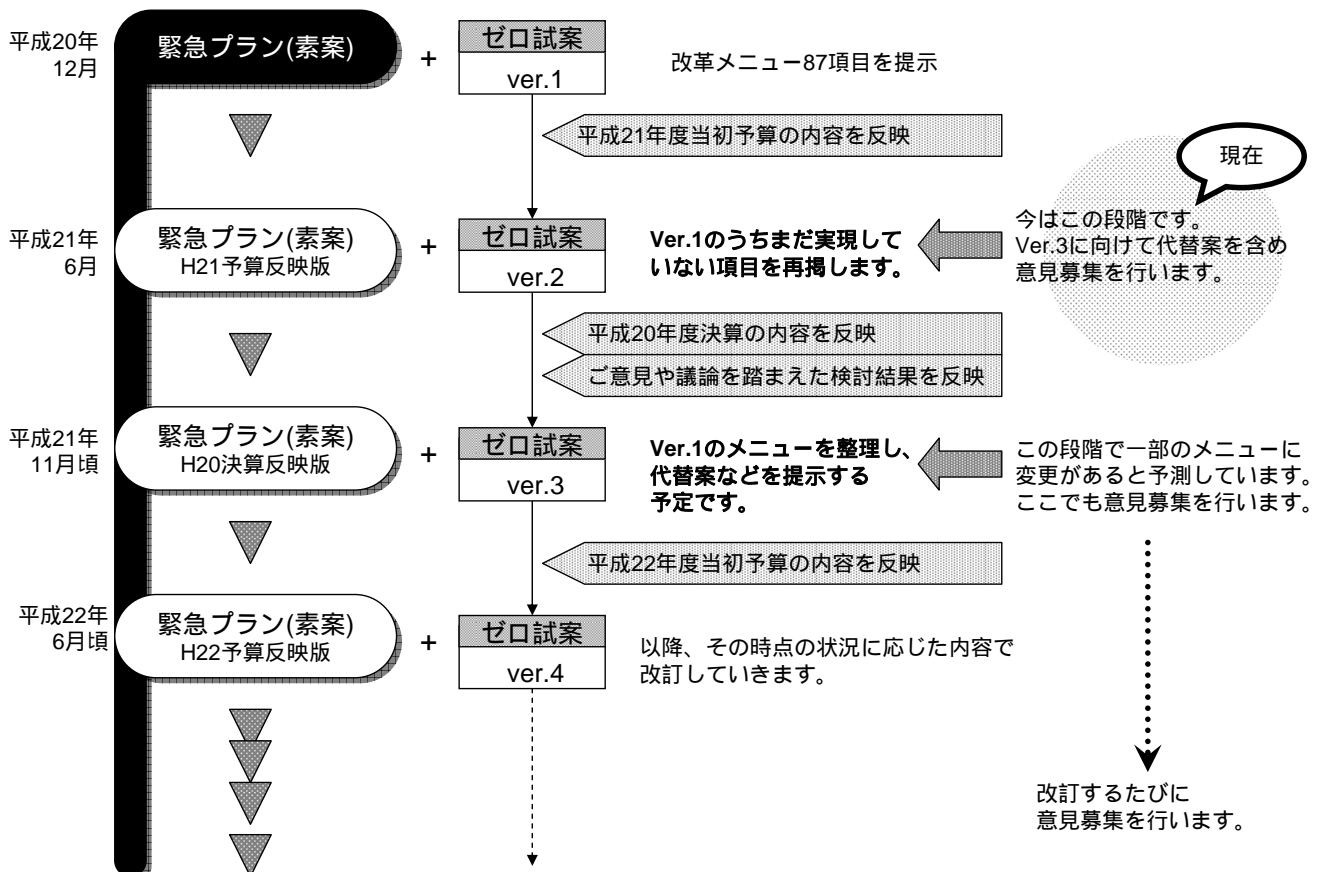 平成20年
12月
緊急プラン(素案)
+
ゼロ試案
ver.1
改革メニュー87項目を提示
平成21年度当初予算の内容を反映
現在
平成21年
6月
緊急プラン(素案)
H21予算反映版
+
ゼロ試案
ver.2
Ver.1のうちまだ実現して
いない項目を再掲します。
今はこの段階です。
Ver.3に向けて代替案を含め
意見募集を行います。
平成20年度決算の内容を反映
ご意見や議論を踏まえた検討結果を反映
平成21年
11月頃
緊急プラン(素案)
H20決算反映版
+
ゼロ試案
ver.3
Ver.1のメニューを整理し、
代替案などを提示する
予定です。
この段階で一部のメニューに
変更があると予測しています。
ここでも意見募集を行います。
平成22年度当初予算の内容を反映
平成22年
6月頃
緊急プラン(素案)
H22予算反映版
+
ゼロ試案
ver.4
以降、その時点の状況に応じた内容で
改訂していきます。
改訂するたびに
意見募集を行います。